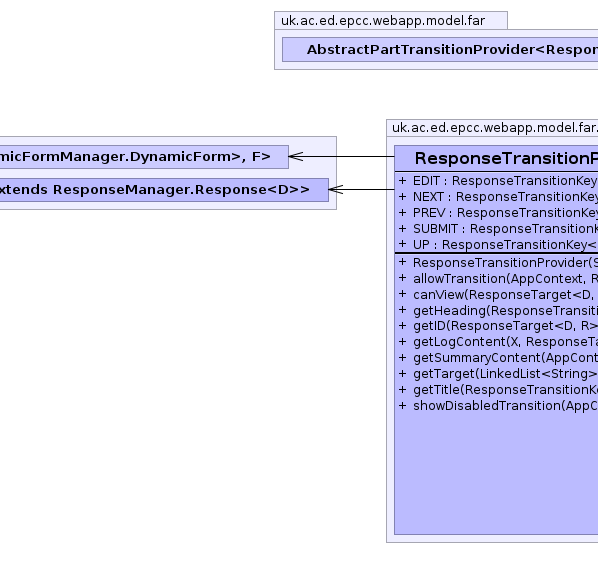 uk.ac.ed.epcc.webapp.model.far
AbstractPartTransitionProvider<Respon
uk.ac.ed.epcc.webapp.model.far.
micFormManager.DynamicForm>, F>
xtends ResponseManager.Response<D>>
ResponseTransitionP
+ EDIT : ResponseTransitionKey
+ NEXT : ResponseTransitionKey
+ PREV : ResponseTransitionKey
+ SUBMIT : ResponseTransitionK
+ UP : ResponseTransitionKey<
+ ResponseTransitionProvider(S
+ allowTransition(AppContext, R
+ canView(ResponseTarget<D,
+ getHeading(ResponseTransiti
+ getID(ResponseTarget<D, R>
+ getLogContent(X, ResponseTa
+ getSummaryContent(AppCont
+ getTarget(LinkedList<String>
+ getTitle(ResponseTransitionKe
+ showDisabledTransition(AppC